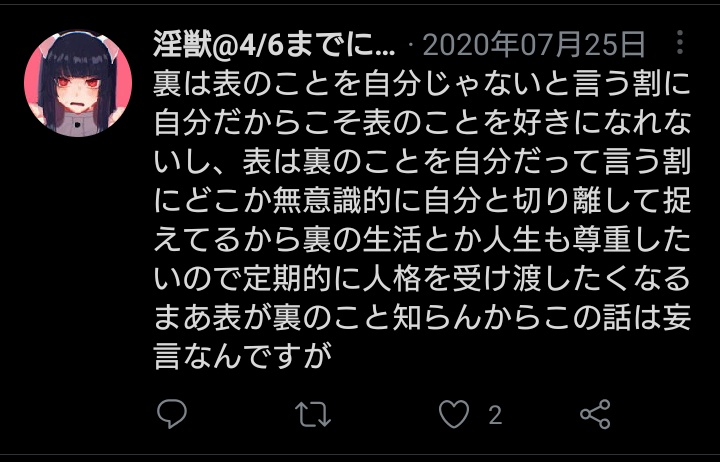 淫獣@4/6までに… · 2020年07月25日
裏は表のことを自分じゃないと言う割に
自分だからこそ表のことを好きになれな
いし、表は裏のことを自分だって言う割
にどこか無意識的に自分と切り離して捉
えてるから裏の生活とか人生も尊重した
いので定期的に人格を受け渡したくなる
まあ表が裏のこと知らんからこの話は妄
言なんですが
2